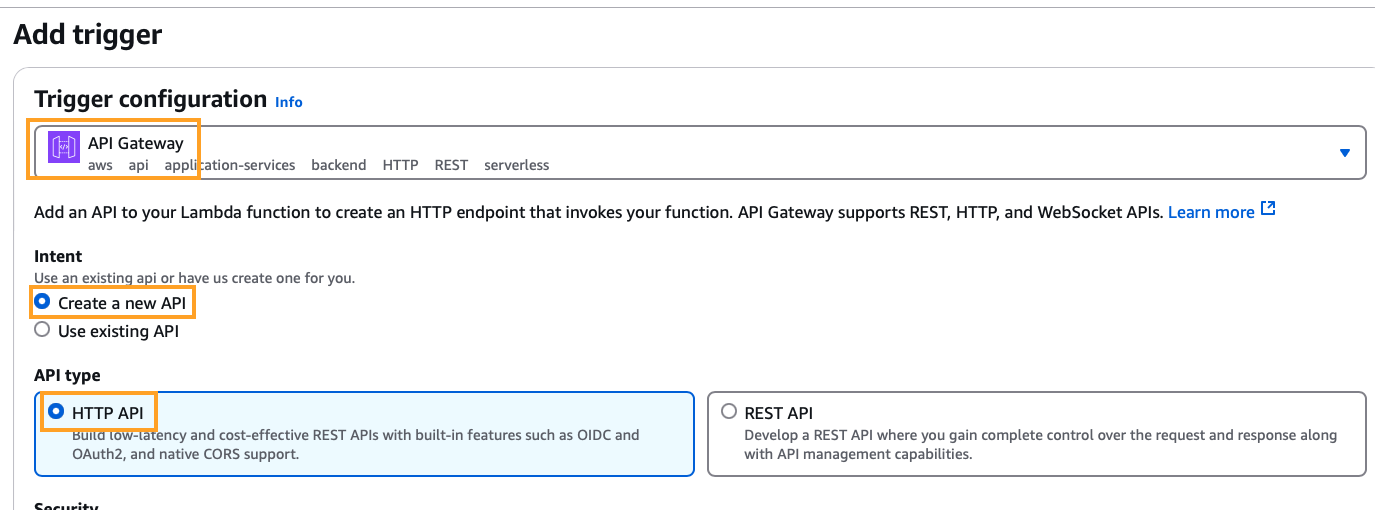 Add trigger
Trigger configuration Info
API Gateway
aws api application-services backend HTTP REST serverless
Add an API to your Lambda function to create an HTTP endpoint that invokes your function. API Gateway supports REST, HTTP, and WebSocket APIs. Learn more
Intent
Use an existing api or have us create one for you.
Create a new API
Use existing API
API type
HTTP API
Build low-latency and cost-effective REST APIs with built-in features such as OIDC and
OAuth2, and native CORS support.
REST API
Develop a REST API where you gain complete control over the request and response along
with API management capabilities.
Security